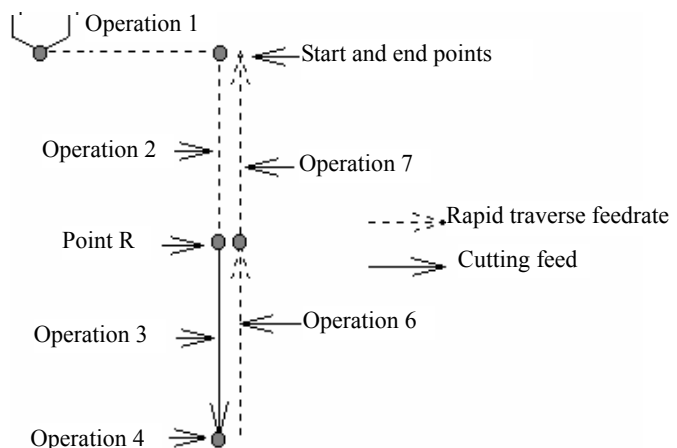 Operation 1
Start and end points
Operation 2
Operation 7
Rapid traverse feedrate
Point R
Cutting feed
Operation 6
Operation 3
Operation 4